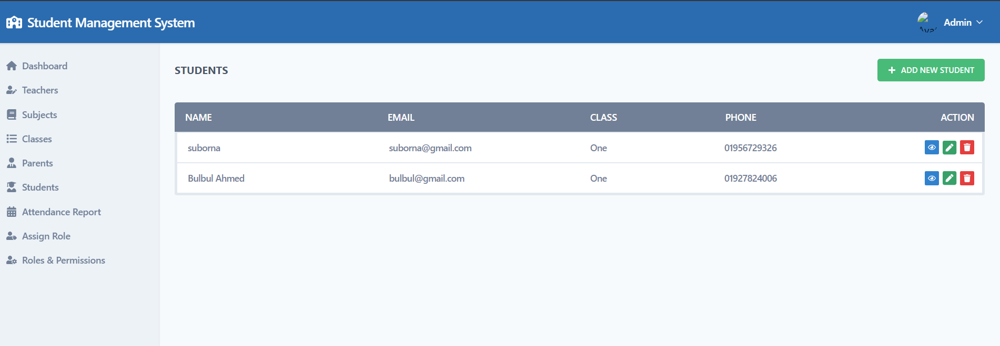 Student Management System
Admin
Dashboard
Teachers
Subjects
Classes
Parents
Students
Attendance Report
Assign Role
Roles & Permissions
STUDENTS
ADD NEW STUDENT
NAME EMAIL CLASS PHONE ACTION
suborna suborna@gmail.com One 01956729326
Bulbul Ahmed bulbul@gmail.com One 01927824006